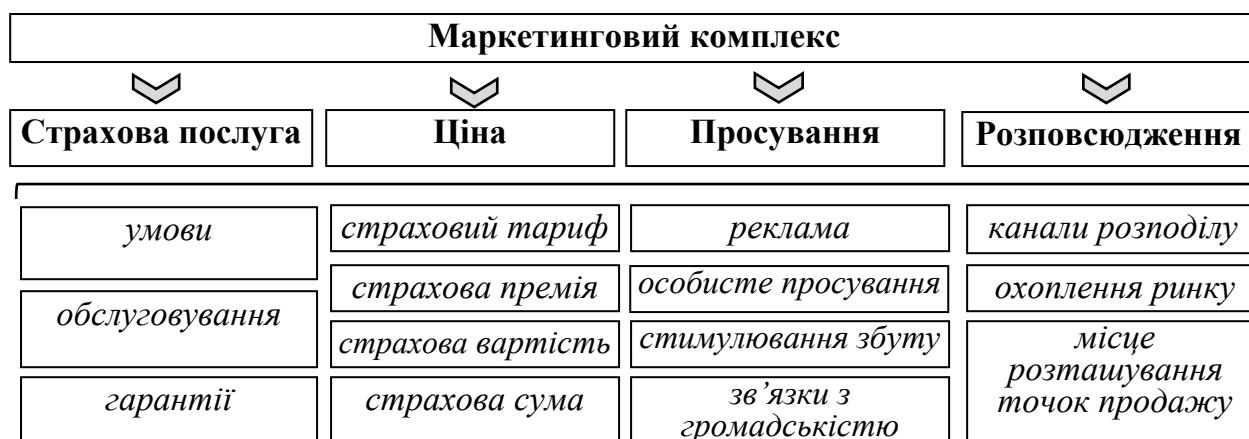 Маркетинговий комплекс
Страхова послуга
Ціна
Просування
Розповсюдження
умови
обслуговування
гарантії
страховий тариф
страхова премія
страхова вартість
страхова сума
реклама
особисте просування
стимулювання збуту
зв’язки з
громадськістю
канали розподілу
охоплення ринку
місце
розташування
точок продажу